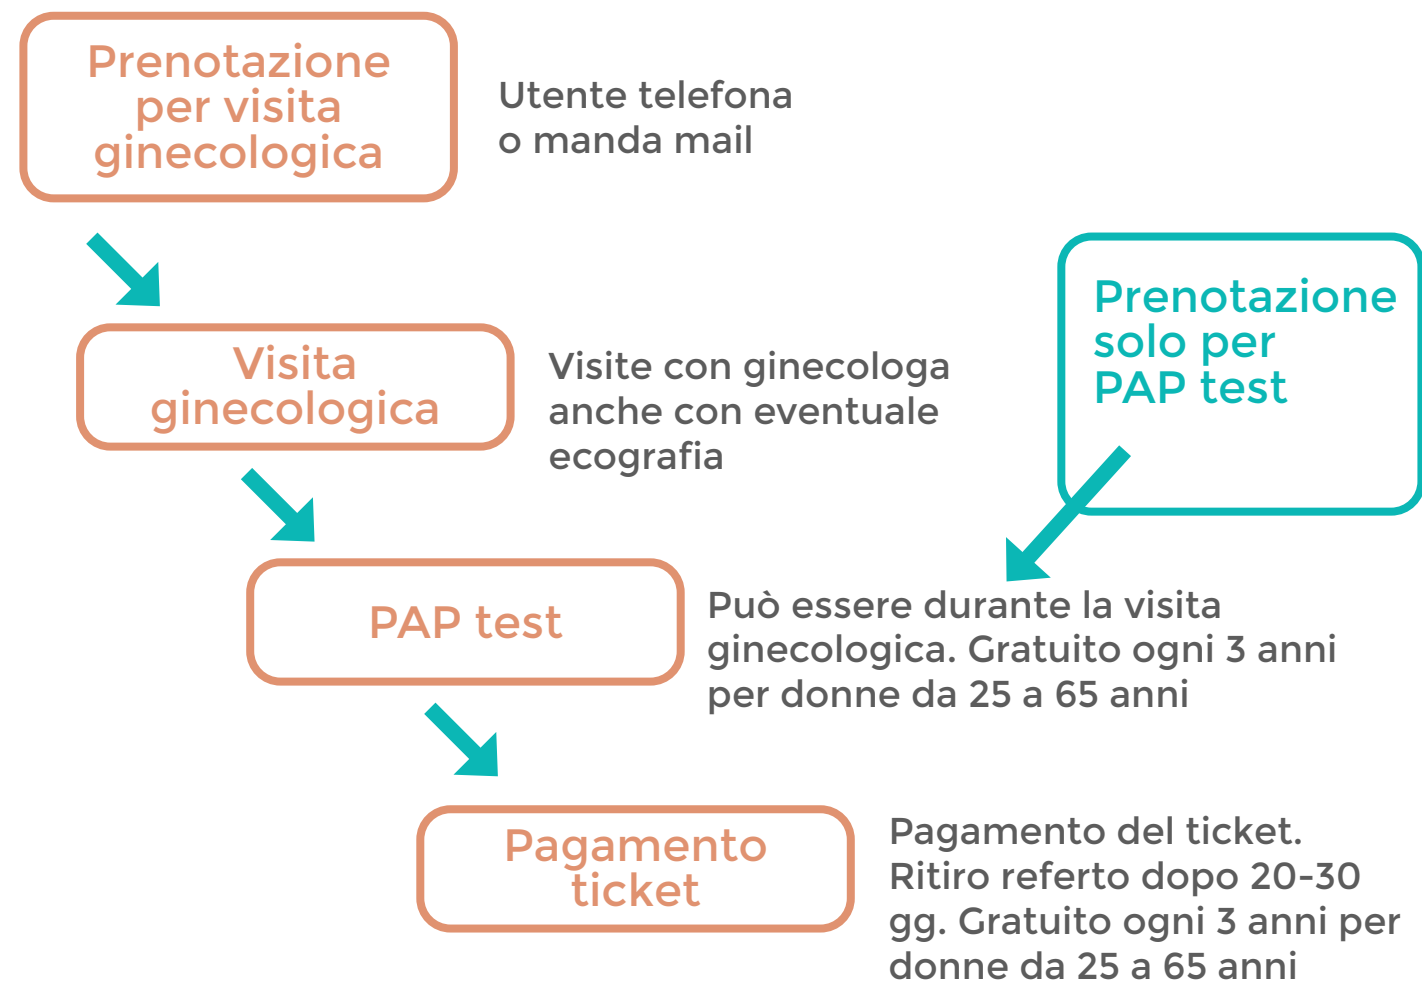 Prenotazione
per visita
ginecologica
Utente telefona
o manda mail
Prenotazione
solo per
PAP test
Visita
ginecologica
Visite con ginecologa
anche con eventuale
ecografia
PAP test
Può essere durante la visita
ginecologica. Gratuito ogni 3 anni
per donne da 25 a 65 anni
Pagamento
ticket
Pagamento del ticket.
Ritiro referto dopo 20-30
gg. Gratuito ogni 3 anni per
donne da 25 a 65 anni